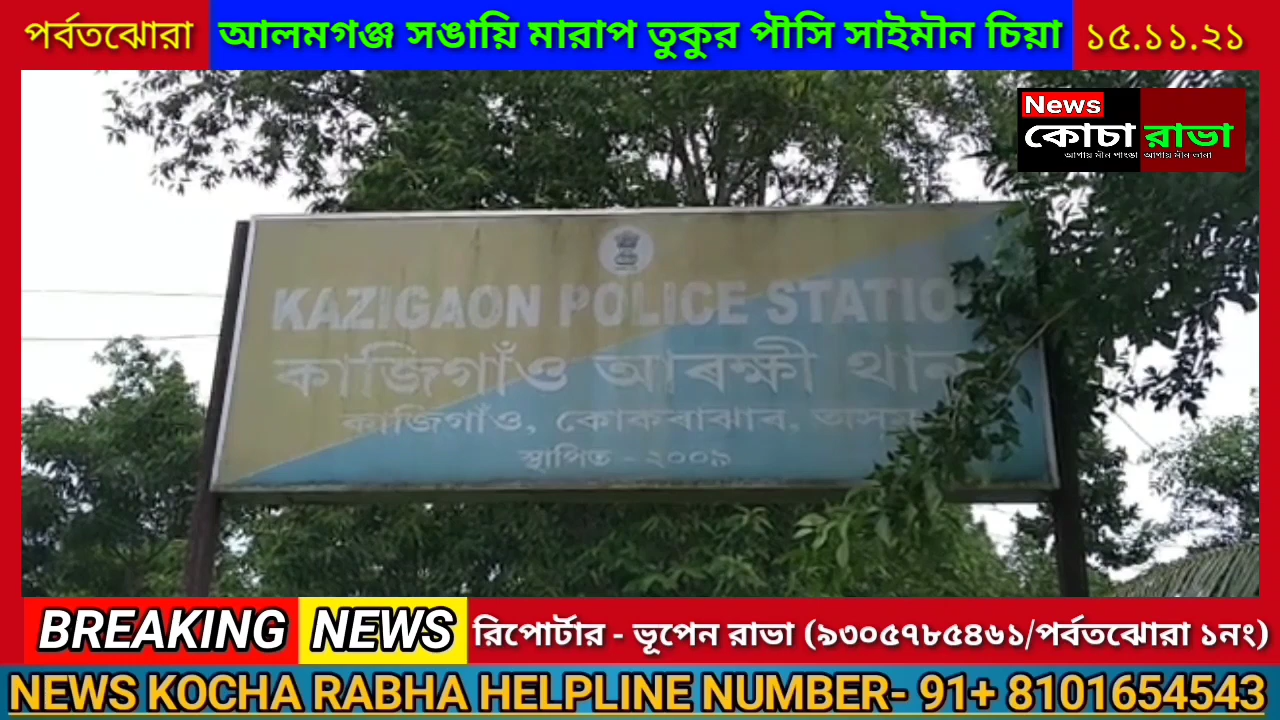 পর্বতঝোরা
আলমগঞ্জ সঙায়ি মারাপ তুকুর পৗসি সাইমৗন চিয়া
১৫.১১.২১
News
কোচা রাভা
KAZIGAON POLICE STATIO
কাজিগাঁও আৰক্ষী থান
কাজিগাঁও, কোকৰাঝাৰ, অসম
স্থাপিত - ২০০৯
BREAKING NEWS
রিপোর্টার - ভূপেন রাভা (৯৩০৫৭৮৫৪৬১/পর্বতঝোরা ১নং)
NEWS KOCHA RABHA HELPLINE NUMBER- 91+ 8101654543